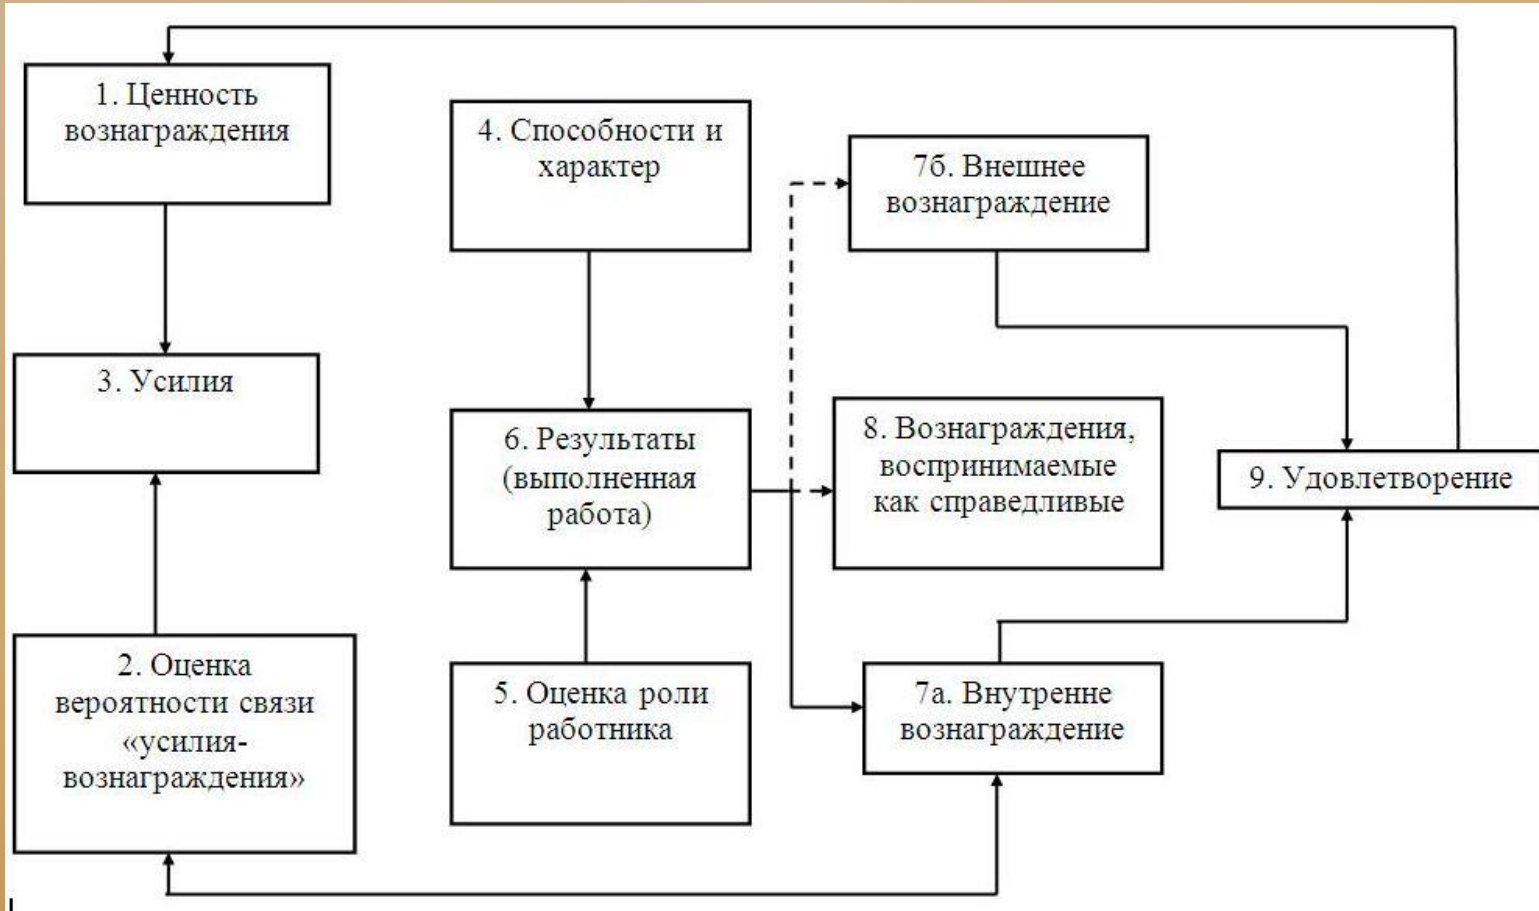 1. Ценность
вознаграждения
4. Способности и
характер
7б. Внешнее
вознаграждение
3. Усилия
6. Результаты
(выполненная
работа)
8. Вознаграждения,
воспринимаемые
как справедливые
9. Удовлетворение
2. Оценка
вероятности связи
«усилия-
вознаграждения»
5. Оценка роли
работника
7а. Внутренне
вознаграждение